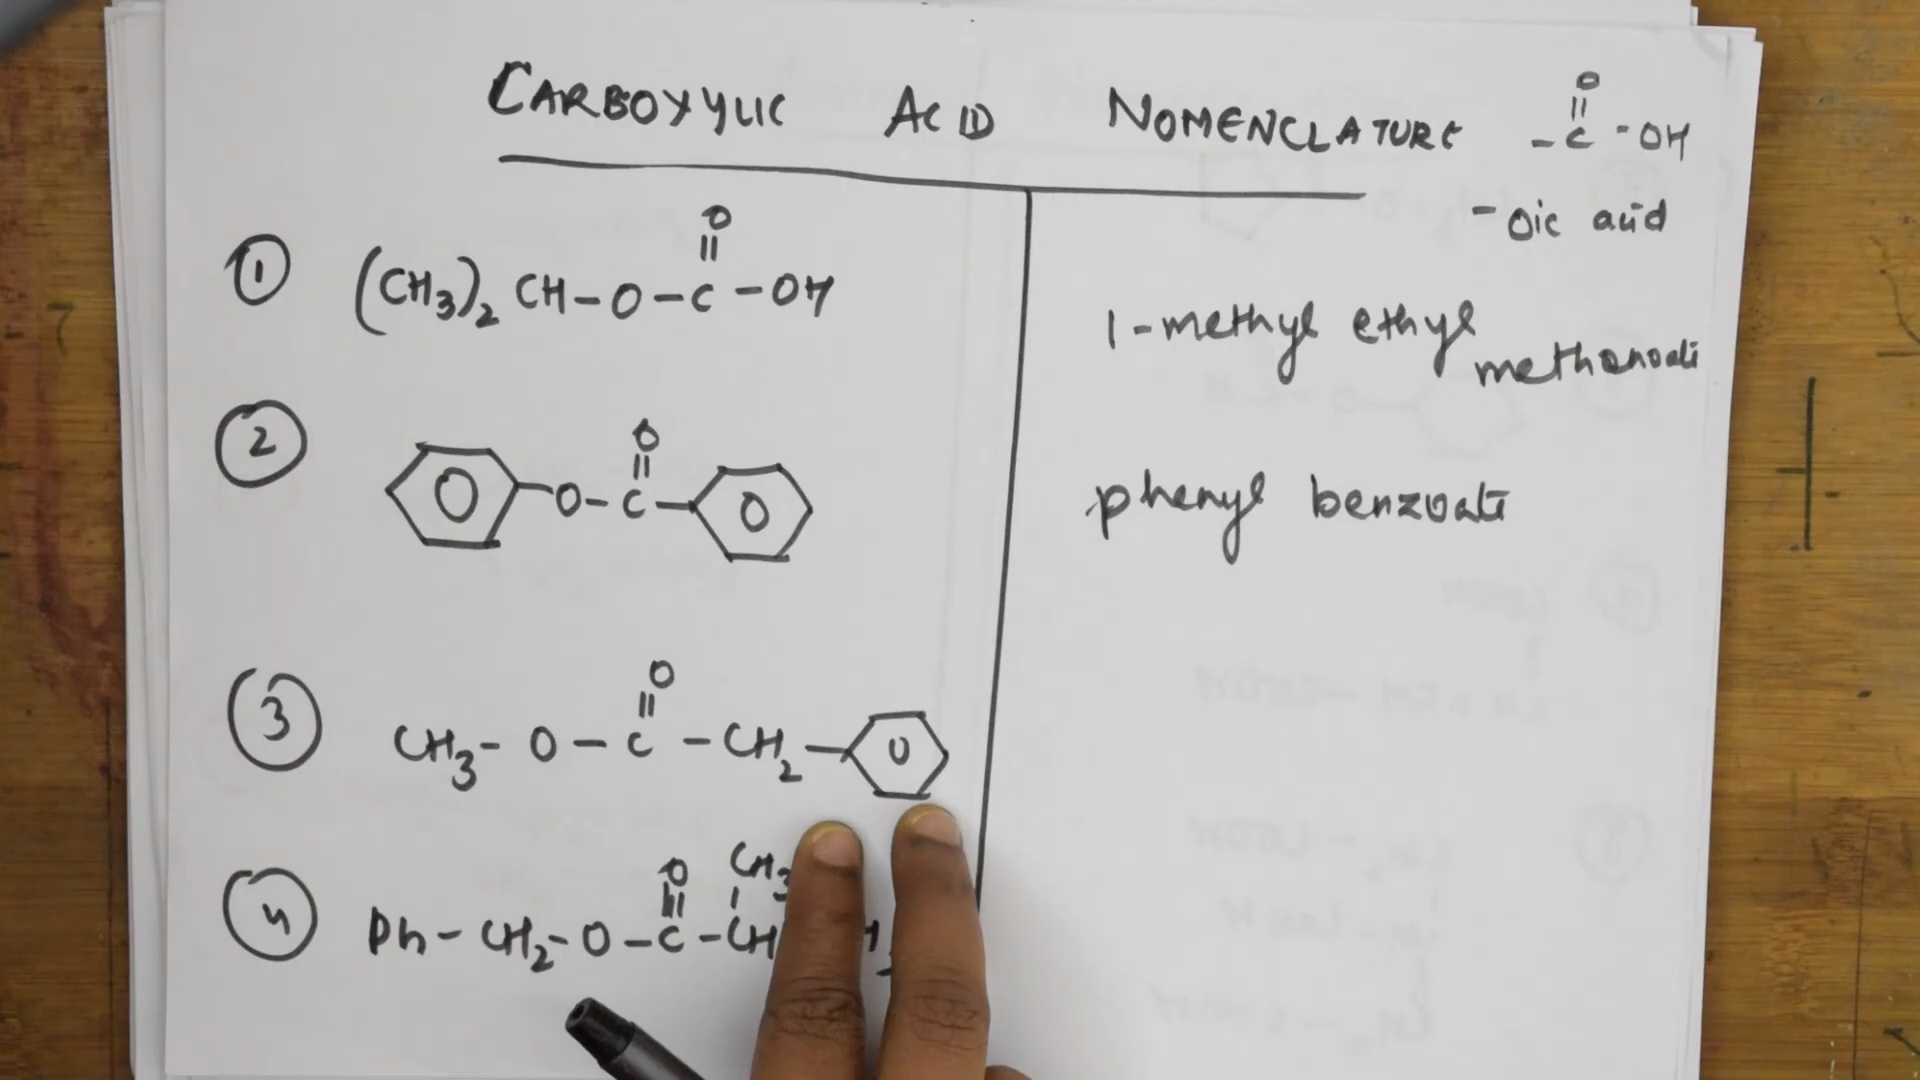 CARBOXYLIC ACID NOMENCLATURE
O
||
- C - OH
- Oic acid
1
O
||
(CH3)2 CH - O - C - OH
1 - methyl ethyl
methanoate
2
O
||
O - C
phenyl benzoate
3
O
||
CH3 - O - C - CH2
4
O CH3
||
Ph - CH2 - O - C - CH